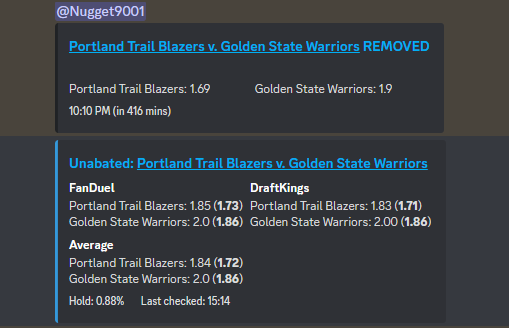 @Nugget9001
Portland Trail Blazers v. Golden State Warriors REMOVED
Portland Trail Blazers: 1.69 Golden State Warriors: 1.9
10:10 PM (in 416 mins)
Unabated: Portland Trail Blazers v. Golden State Warriors
FanDuel DraftKings
Portland Trail Blazers: 1.85 (1.73) Portland Trail Blazers: 1.83 (1.71)
Golden State Warriors: 2.0 (1.86) Golden State Warriors: 2.00 (1.86)
Average
Portland Trail Blazers: 1.84 (1.72)
Golden State Warriors: 2.0 (1.86)
Hold: 0.88% Last checked: 15:14